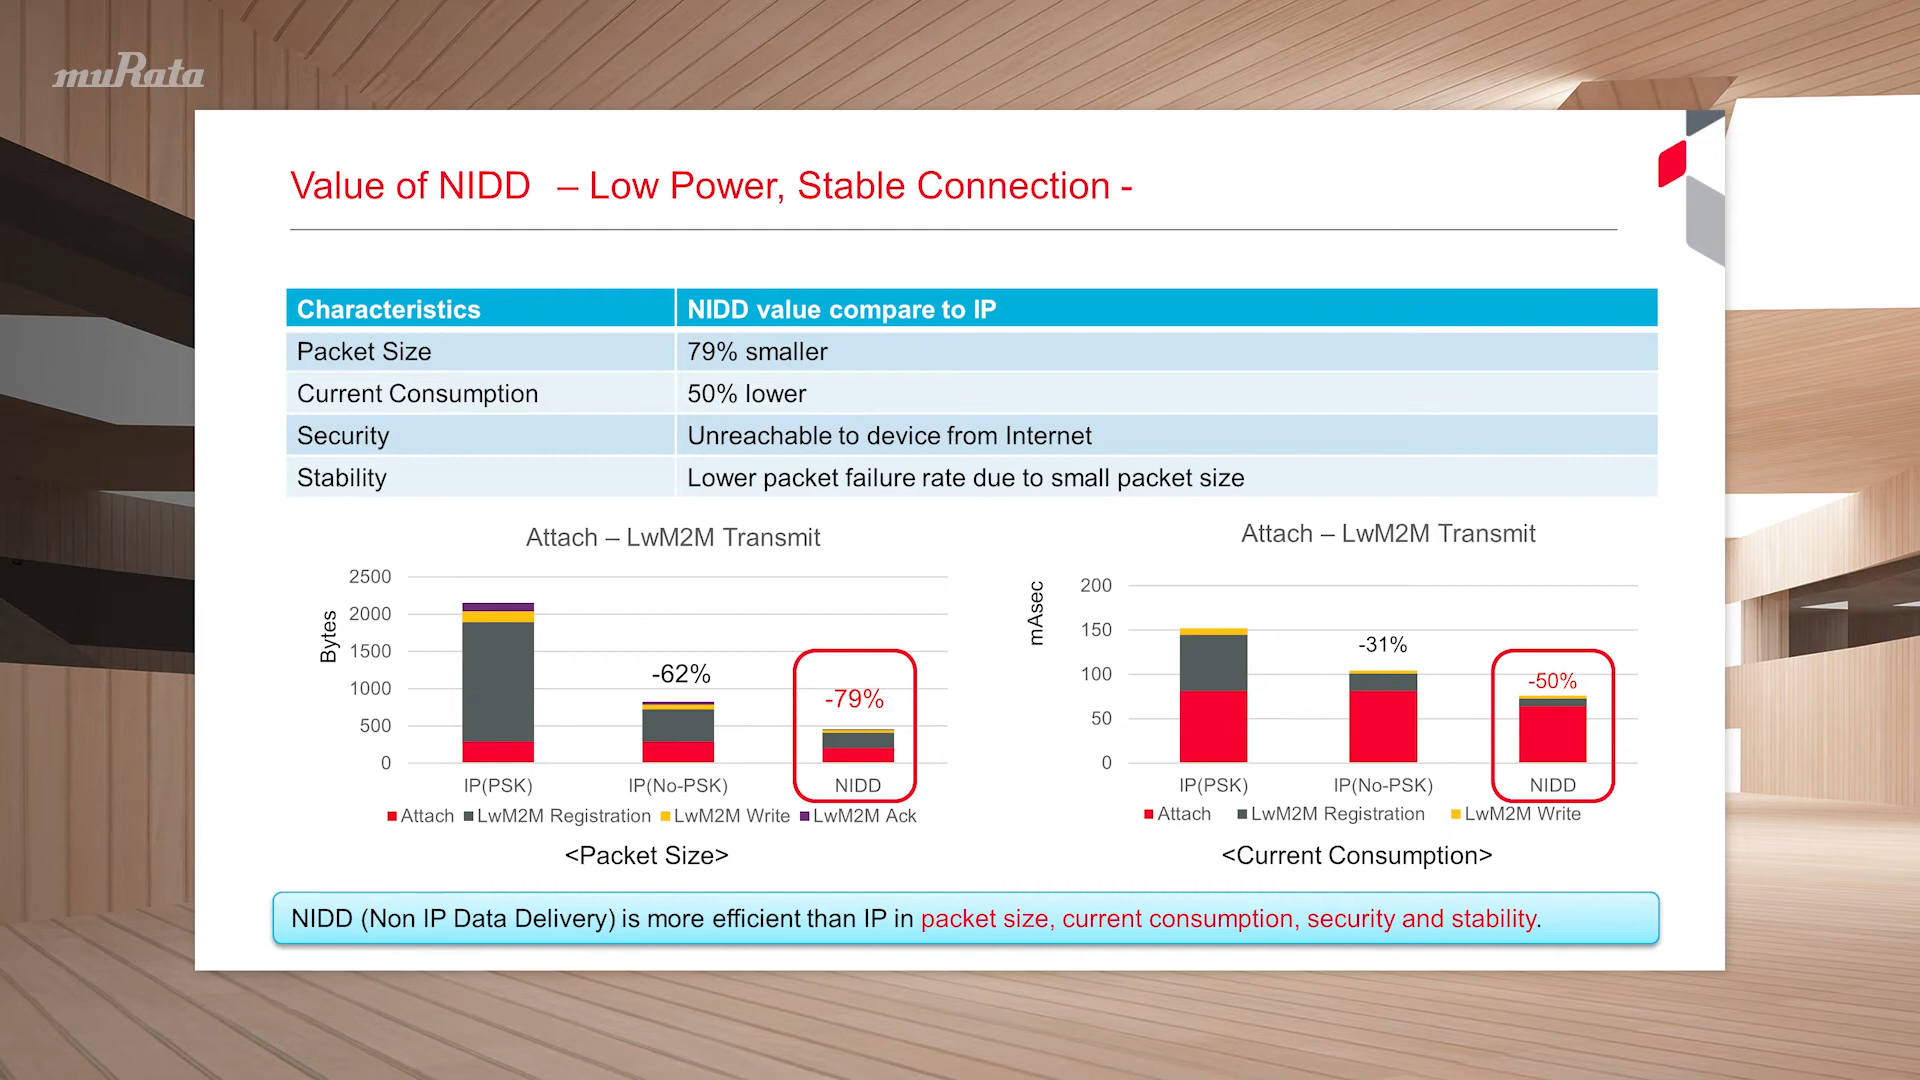 muRata
Value of NIDD – Low Power, Stable Connection -
Characteristics NIDD value compare to IP
Packet Size 79% smaller
Current Consumption 50% lower
Security Unreachable to device from Internet
Stability Lower packet failure rate due to small packet size
Attach – LwM2M Transmit
Bytes
2500
2000
1500
1000
500
0
-62%
-79%
IP(PSK) IP(No-PSK) NIDD
Attach LwM2M Registration LwM2M Write LwM2M Ack
<Packet Size>
Attach – LwM2M Transmit
mAsec
200
150
100
50
0
-31%
-50%
IP(PSK) IP(No-PSK) NIDD
Attach LwM2M Registration LwM2M Write
<Current Consumption>
NIDD (Non IP Data Delivery) is more efficient than IP in packet size, current consumption, security and stability.